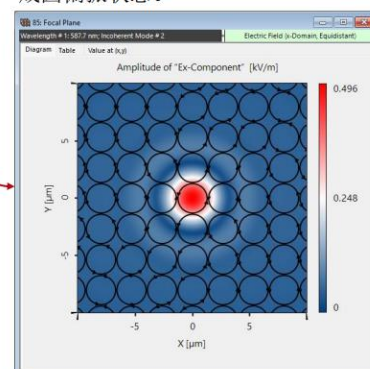 85: Focal Plane
Wavelength # 1: 587.7 nm; Incoherent Mode # 2
Electric Field (x-Domain, Equidistant)
Diagram Table Value at (x,y)
Amplitude of "Ex-Component" [kV/m]
0.496
0.248
0
5
0
-5
Y [µm]
-5 0 5
X [µm]